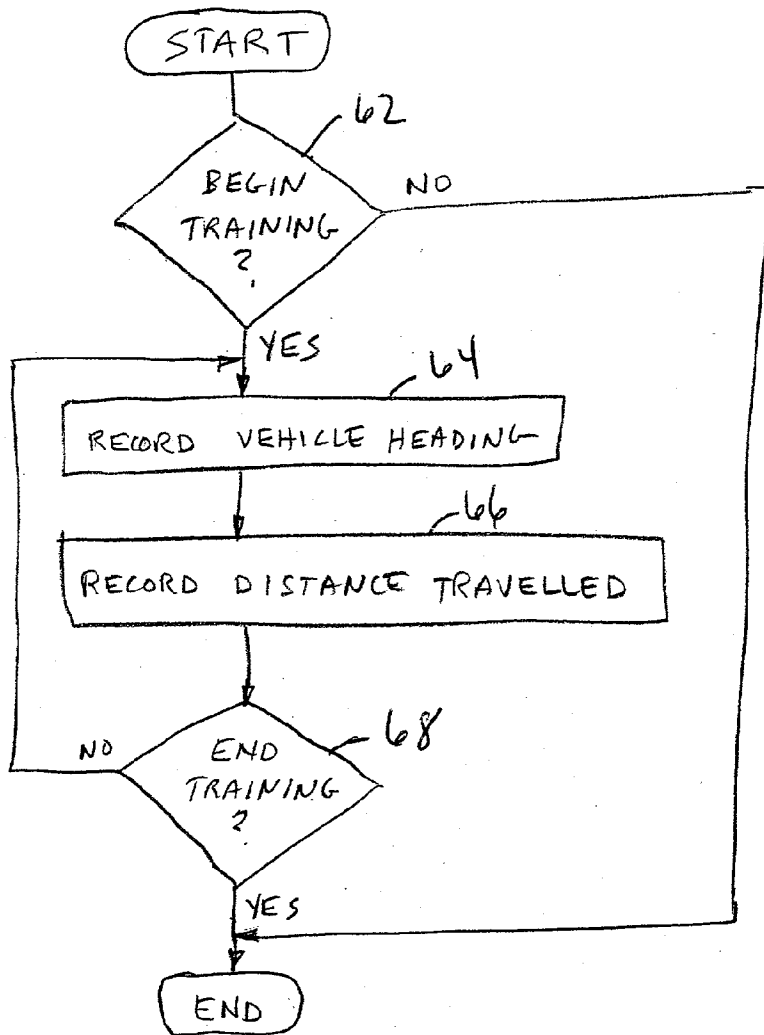 START
62
BEGIN
TRAINING
?
NO
YES
64
RECORD VEHICLE HEADING
66
RECORD DISTANCE TRAVELLED
68
NO
END
TRAINING
?
YES
END